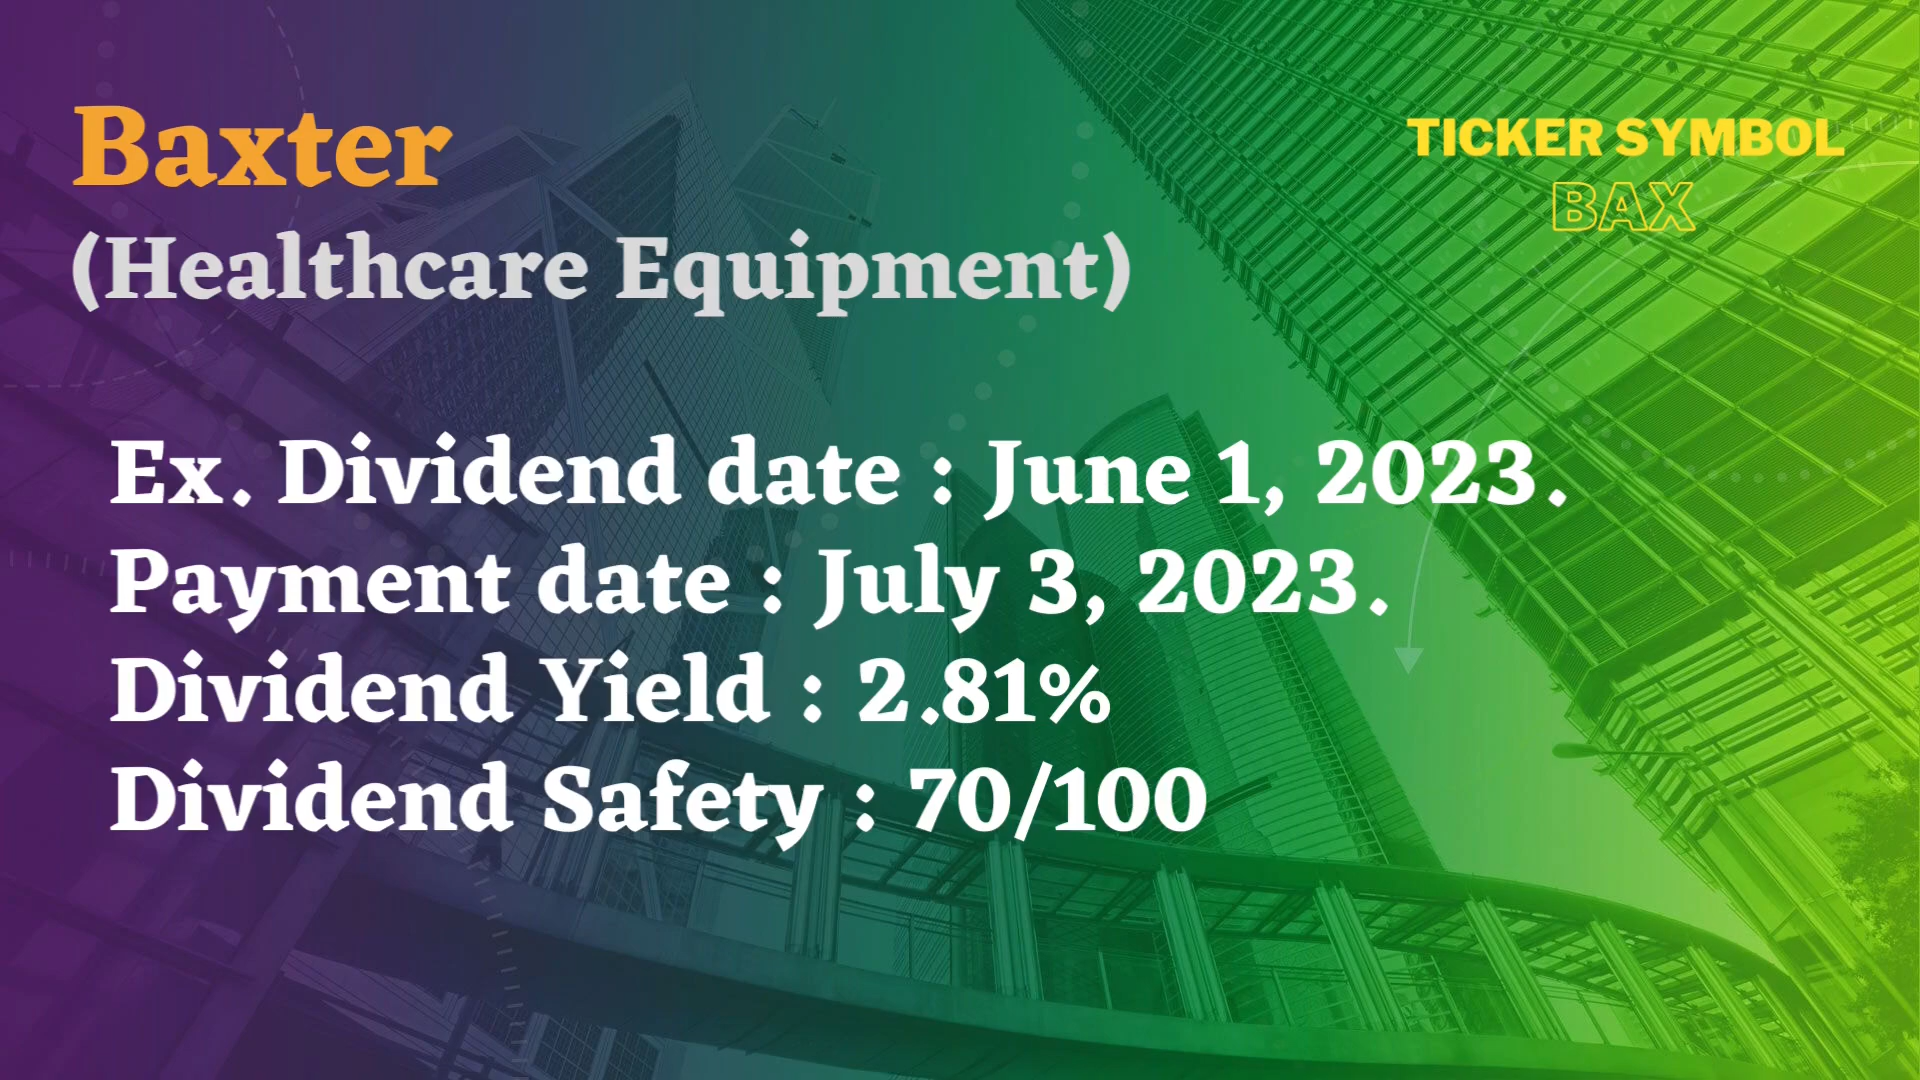 Baxter
TICKER SYMBOL
BAX
(Healthcare Equipment)
Ex. Dividend date : June 1, 2023.
Payment date : July 3, 2023.
Dividend Yield : 2.81%
Dividend Safety : 70/100